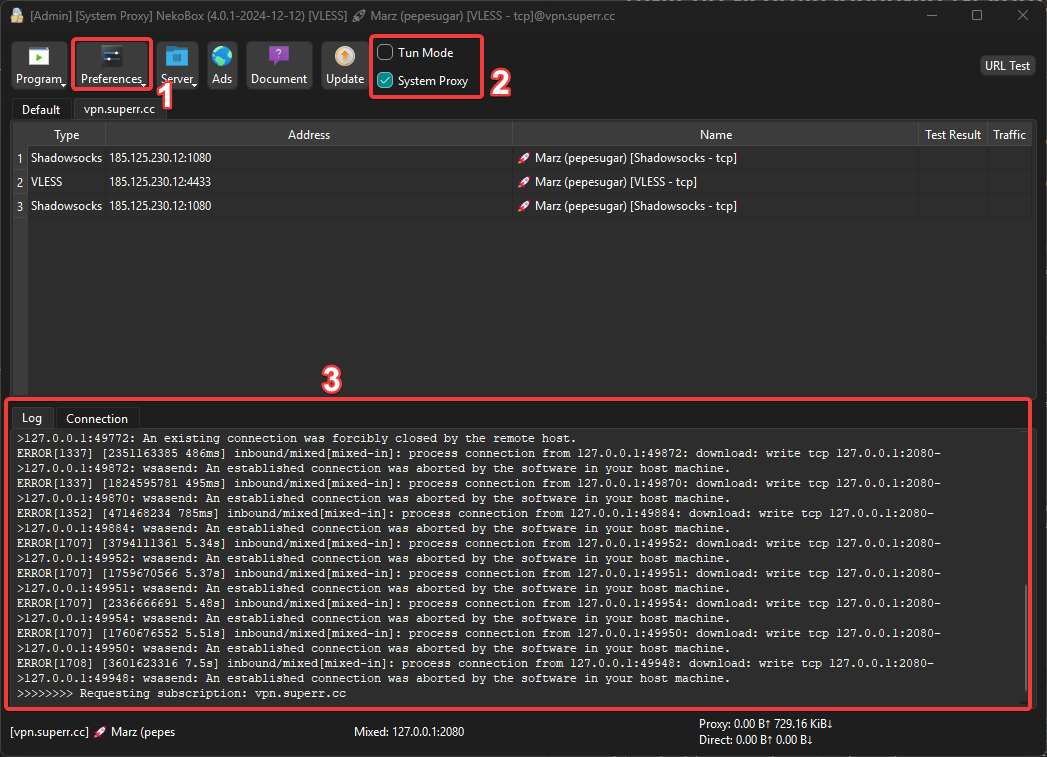 [Admin] [System Proxy] NekoBox (4.0.1-2024-12-12) [VLESS] 🚀 Marz (pepesugar) [VLESS - tcp]@vpn.superr.cc
Program
Preferences
Server
Ads
Document
Update
Tun Mode
System Proxy
URL Test
1
2
Default
vpn.superr.cc
Type Address Name Test Result Traffic
1 Shadowsocks 185.125.230.12:1080 🚀 Marz (pepesugar) [Shadowsocks - tcp]
2 VLESS 185.125.230.12:4433 🚀 Marz (pepesugar) [VLESS - tcp]
3 Shadowsocks 185.125.230.12:1080 🚀 Marz (pepesugar) [Shadowsocks - tcp]
3
Log
Connection
>127.0.0.1:49772: An existing connection was forcibly closed by the remote host.
ERROR[1337] [2351163385 486ms] inbound/mixed[mixed-in]: process connection from 127.0.0.1:49872: download: write tcp 127.0.0.1:2080-
>127.0.0.1:49872: wsasend: An established connection was aborted by the software in your host machine.
ERROR[1337] [1824595781 495ms] inbound/mixed[mixed-in]: process connection from 127.0.0.1:49870: download: write tcp 127.0.0.1:2080-
>127.0.0.1:49870: wsasend: An established connection was aborted by the software in your host machine.
ERROR[1352] [471468234 785ms] inbound/mixed[mixed-in]: process connection from 127.0.0.1:49884: download: write tcp 127.0.0.1:2080-
>127.0.0.1:49884: wsasend: An established connection was aborted by the software in your host machine.
ERROR[1707] [3794111361 5.34s] inbound/mixed[mixed-in]: process connection from 127.0.0.1:49952: download: write tcp 127.0.0.1:2080-
>127.0.0.1:49952: wsasend: An established connection was aborted by the software in your host machine.
ERROR[1707] [1759670566 5.37s] inbound/mixed[mixed-in]: process connection from 127.0.0.1:49951: download: write tcp 127.0.0.1:2080-
>127.0.0.1:49951: wsasend: An established connection was aborted by the software in your host machine.
ERROR[1707] [2336666691 5.48s] inbound/mixed[mixed-in]: process connection from 127.0.0.1:49954: download: write tcp 127.0.0.1:2080-
>127.0.0.1:49954: wsasend: An established connection was aborted by the software in your host machine.
ERROR[1707] [1760676552 5.51s] inbound/mixed[mixed-in]: process connection from 127.0.0.1:49950: download: write tcp 127.0.0.1:2080-
>127.0.0.1:49950: wsasend: An established connection was aborted by the software in your host machine.
ERROR[1708] [3601623316 7.5s] inbound/mixed[mixed-in]: process connection from 127.0.0.1:49948: download: write tcp 127.0.0.1:2080-
>127.0.0.1:49948: wsasend: An established connection was aborted by the software in your host machine.
>>>>>>>> Requesting subscription: vpn.superr.cc
[vpn.superr.cc] 🚀 Marz (pepes
Mixed: 127.0.0.1:2080
Proxy: 0.00 B↑ 729.16 KiB↓
Direct: 0.00 B↑ 0.00 B↓